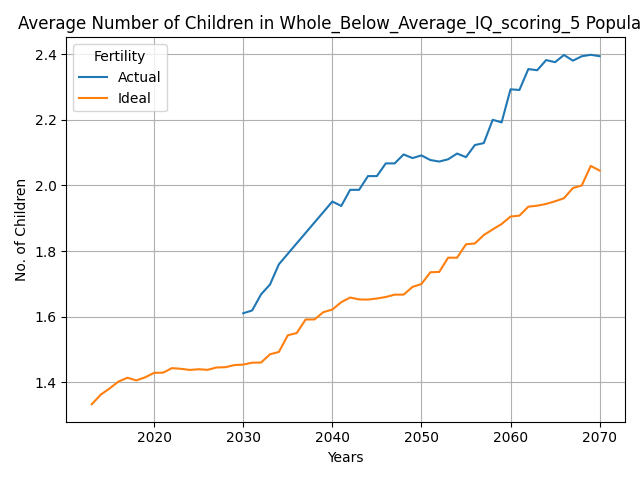 Average Number of Children in Whole_Below_Average_IQ_scoring_5 Popula
Fertility
Actual
Ideal
2.4
2.2
2.0
1.8
1.6
1.4
No. of Children
2020 2030 2040 2050 2060 2070
Years